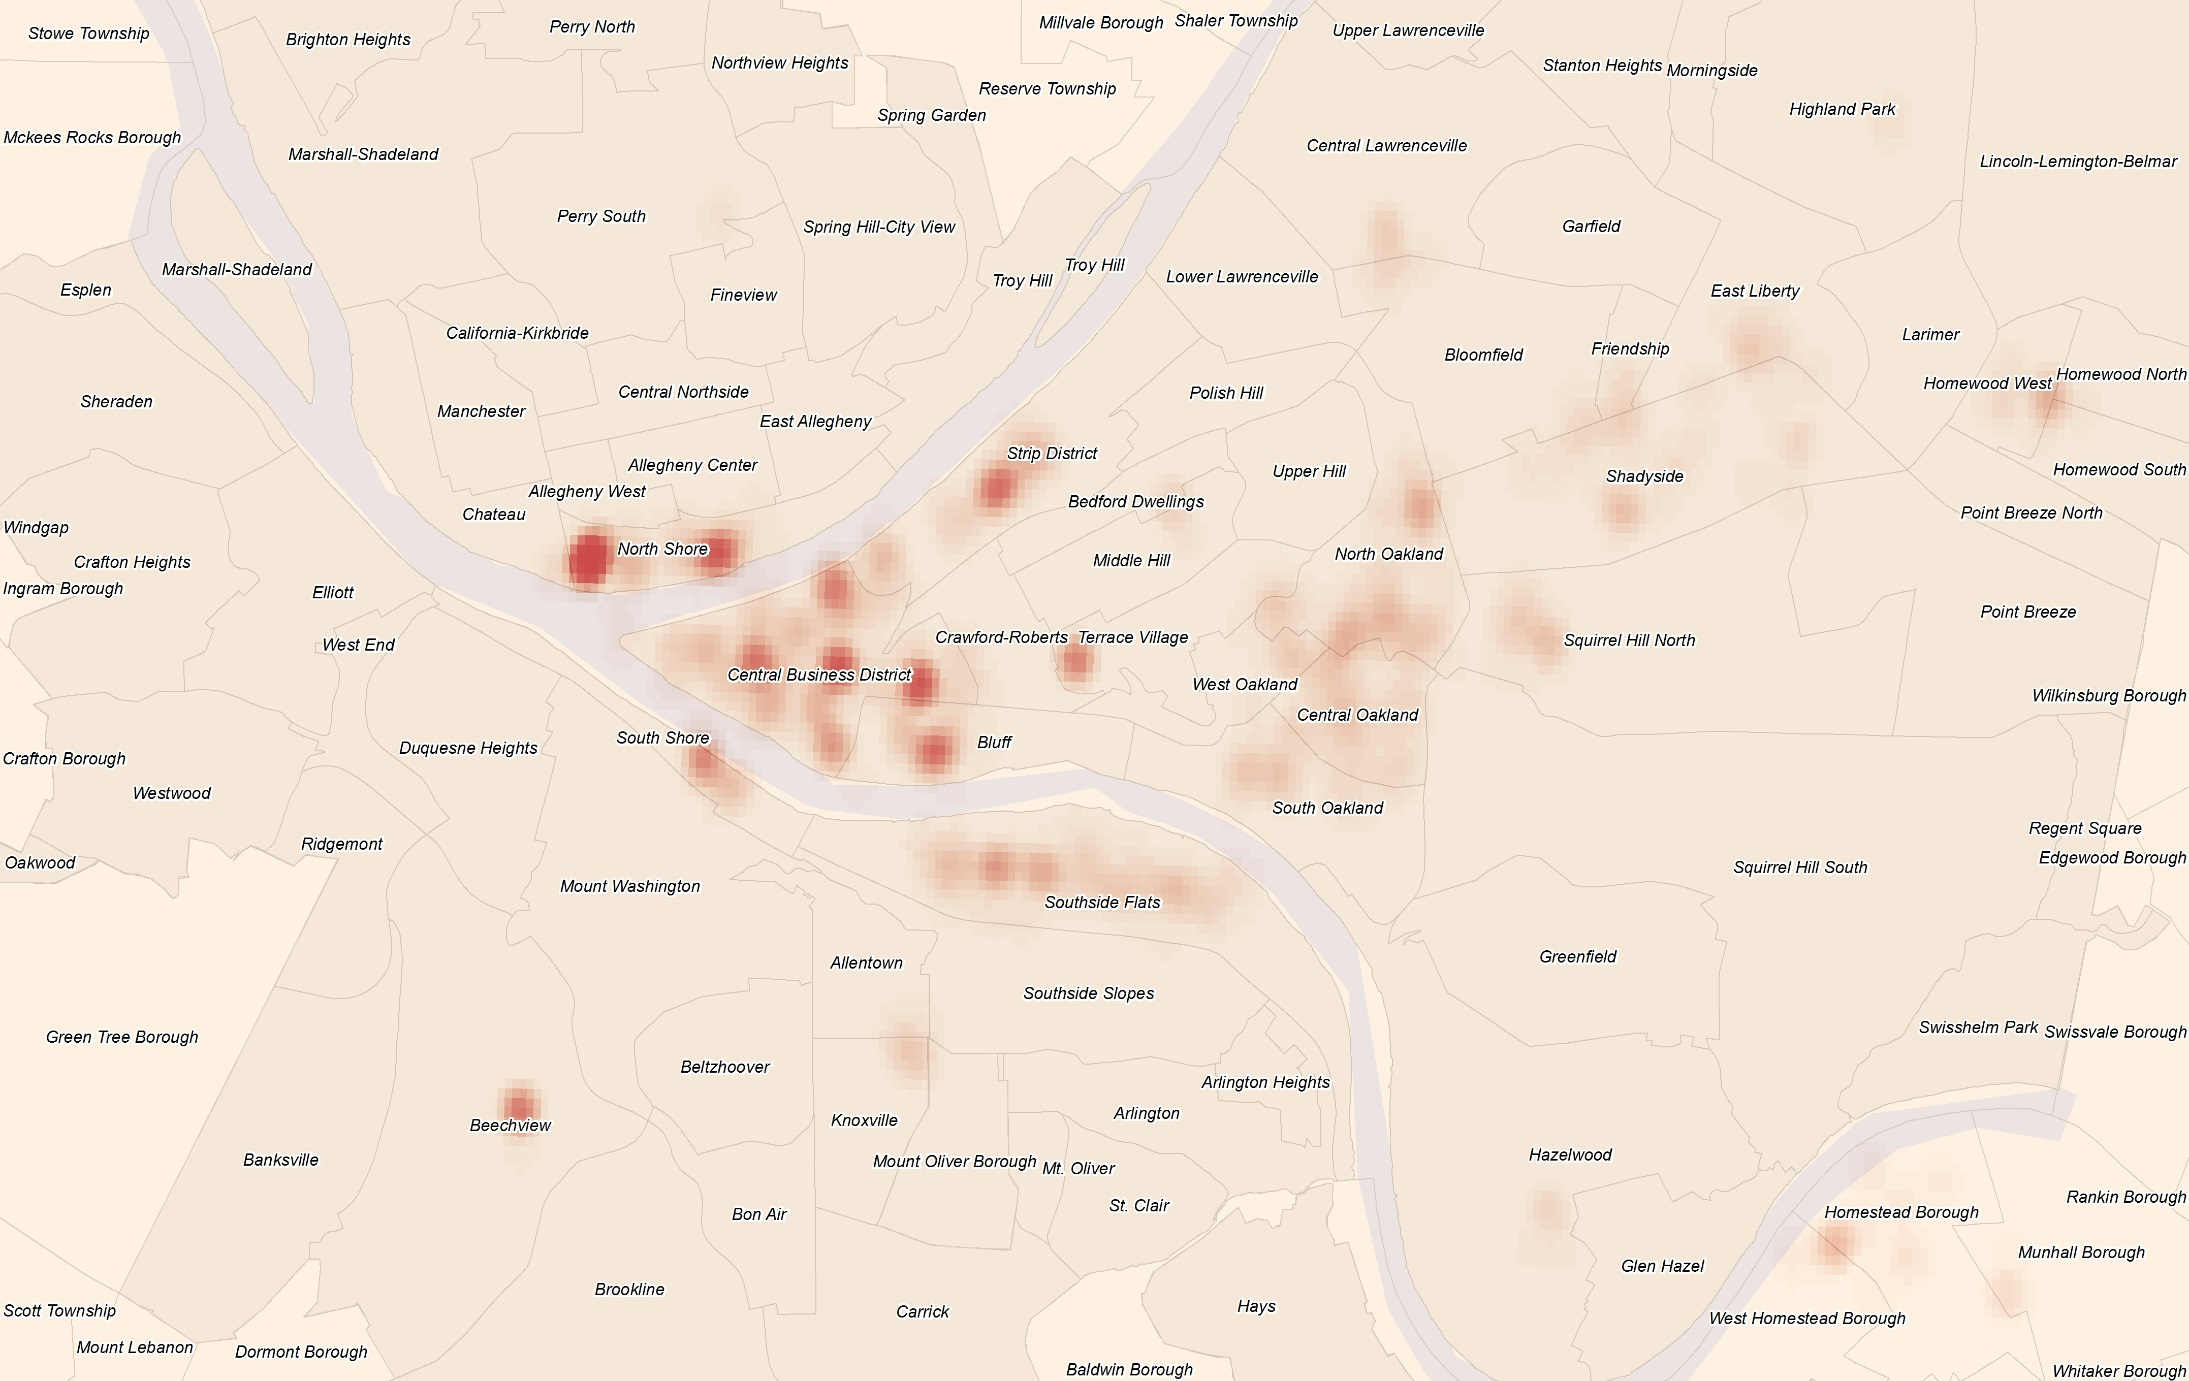 Stowe Township
Brighton Heights
Perry North
Millvale Borough
Shaler Township
Upper Lawrenceville
Northview Heights
Stanton Heights
Morningside
Reserve Township
Highland Park
Spring Garden
Mckees Rocks Borough
Central Lawrenceville
Marshall-Shadeland
Lincoln-Lemington-Belmar
Perry South
Spring Hill-City View
Garfield
Marshall-Shadeland
Troy Hill
Troy Hill
Lower Lawrenceville
Esplen
Fineview
East Liberty
California-Kirkbride
Larimer
Friendship
Bloomfield
Homewood North
Homewood West
Central Northside
Polish Hill
Sheraden
Manchester
East Allegheny
Strip District
Allegheny Center
Upper Hill
Homewood South
Shadyside
Allegheny West
Bedford Dwellings
Chateau
Point Breeze North
Windgap
North Shore
North Oakland
Crafton Heights
Middle Hill
Ingram Borough
Elliott
Point Breeze
Crawford-Roberts
Terrace Village
Squirrel Hill North
West End
Central Business District
West Oakland
Wilkinsburg Borough
Central Oakland
South Shore
Bluff
Duquesne Heights
Crafton Borough
Westwood
South Oakland
Regent Square
Ridgemont
Edgewood Borough
Oakwood
Squirrel Hill South
Mount Washington
Southside Flats
Greenfield
Allentown
Southside Slopes
Swisshelm Park
Swissvale Borough
Green Tree Borough
Beltzhoover
Arlington Heights
Arlington
Knoxville
Beechview
Hazelwood
Banksville
Mount Oliver Borough
Mt. Oliver
Rankin Borough
St. Clair
Homestead Borough
Bon Air
Munhall Borough
Glen Hazel
Brookline
Hays
Scott Township
Carrick
West Homestead Borough
Mount Lebanon
Dormont Borough
Baldwin Borough
Whitaker Borough